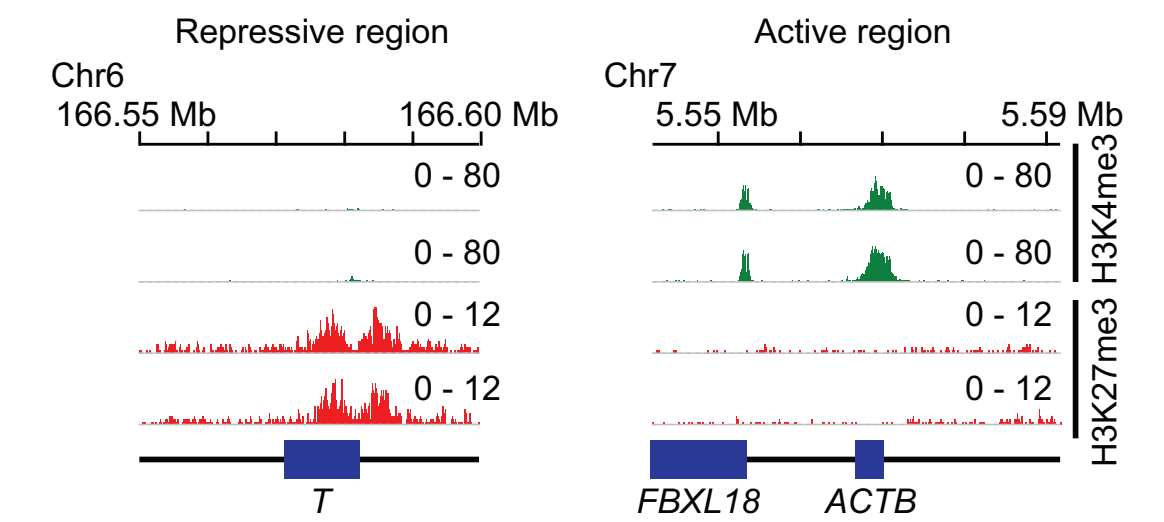 Repressive region
Active region
Chr6
Chr7
166.55 Mb
166.60 Mb
5.55 Mb
5.59 Mb
0 - 80
0 - 80
0 - 80
0 - 80
0 - 12
0 - 12
0 - 12
0 - 12
H3K4me3
H3K27me3
T
FBXL18
ACTB